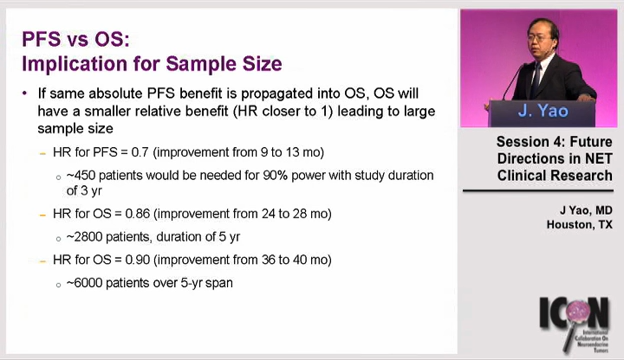 PFS vs OS:
Implication for Sample Size
• If same absolute PFS benefit is propagated into OS, OS will
have a smaller relative benefit (HR closer to 1) leading to large
sample size
– HR for PFS = 0.7 (improvement from 9 to 13 mo)
○ ~450 patients would be needed for 90% power with study duration
of 3 yr
– HR for OS = 0.86 (improvement from 24 to 28 mo)
○ ~2800 patients, duration of 5 yr
– HR for OS = 0.90 (improvement from 36 to 40 mo)
○ ~6000 patients over 5-yr span
J. Yao
Session 4: Future
Directions in NET
Clinical Research
J Yao, MD
Houston, TX
ICON
International
Collaboration On
Neuroendocrine
Tumors